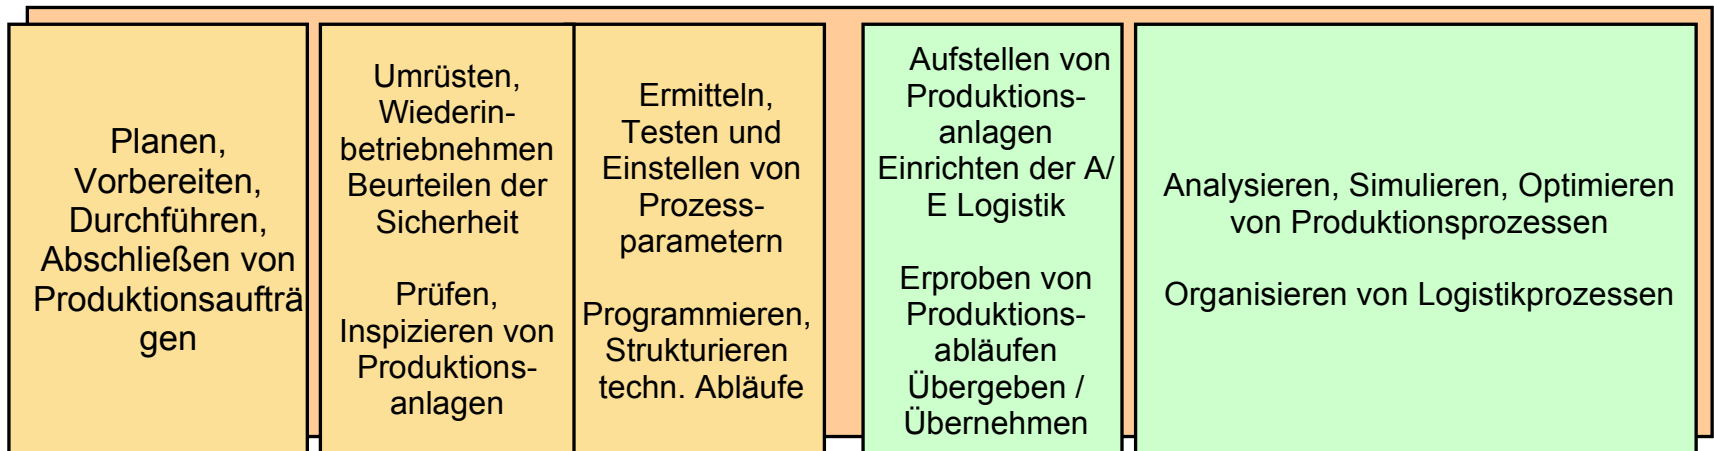 Planen,
Vorbereiten,
Durchführen,
Abschließen von
Produktionsaufträ
gen
Umrüsten,
Wiederin-
betriebnehmen
Beurteilen der
Sicherheit
Prüfen,
Inspizieren von
Produktions-
anlagen
Ermitteln,
Testen und
Einstellen von
Prozess-
parametern
Programmieren,
Strukturieren
techn. Abläufe
Aufstellen von
Produktions-
anlagen
Einrichten der A/
E Logistik
Erproben von
Produktions-
abläufen
Übergeben /
Übernehmen
Analysieren, Simulieren, Optimieren
von Produktionsprozessen
Organisieren von Logistikprozessen